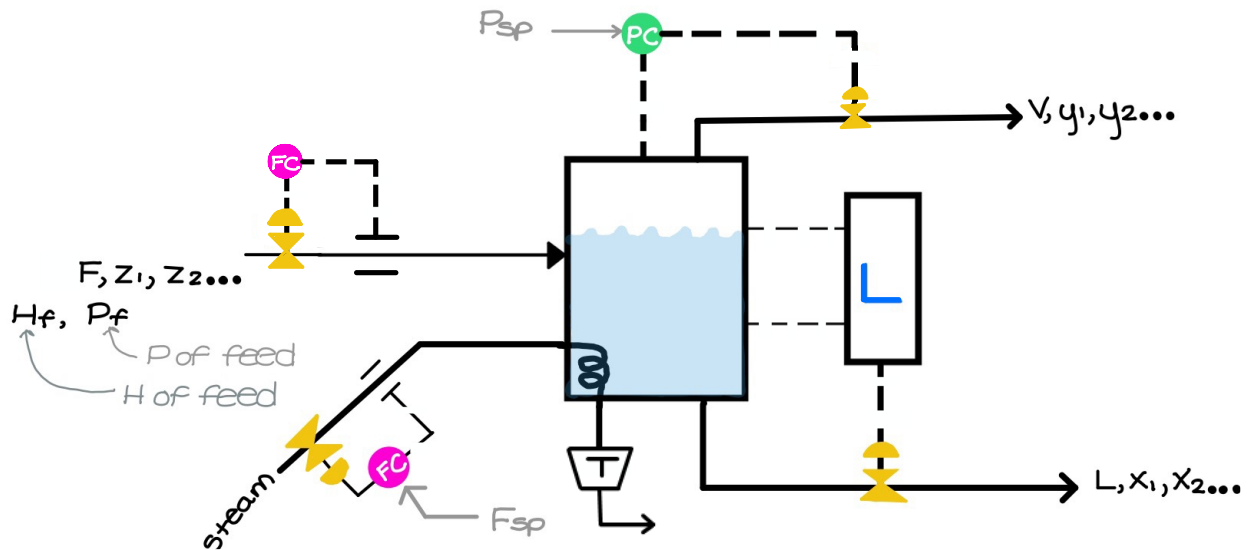 Psp
PC
V, y1, y2...
FC
F, Z1, Z2...
Hf, Pf
P of feed
H of feed
L
FC
T
steam
Fsp
L, x1, x2...